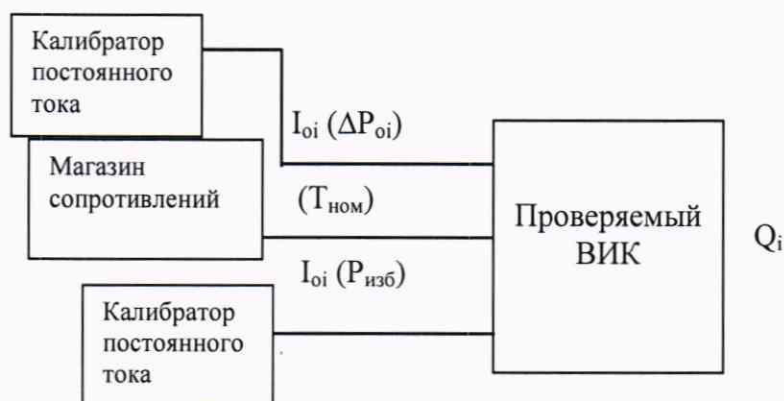 Калибратор
постоянного
тока
I₀ᵢ (ΔP₀ᵢ)
Магазин
сопротивлений
(Tном)
I₀ᵢ (Pизб)
Калибратор
постоянного
тока
Проверяемый
ВИК
Qᵢ